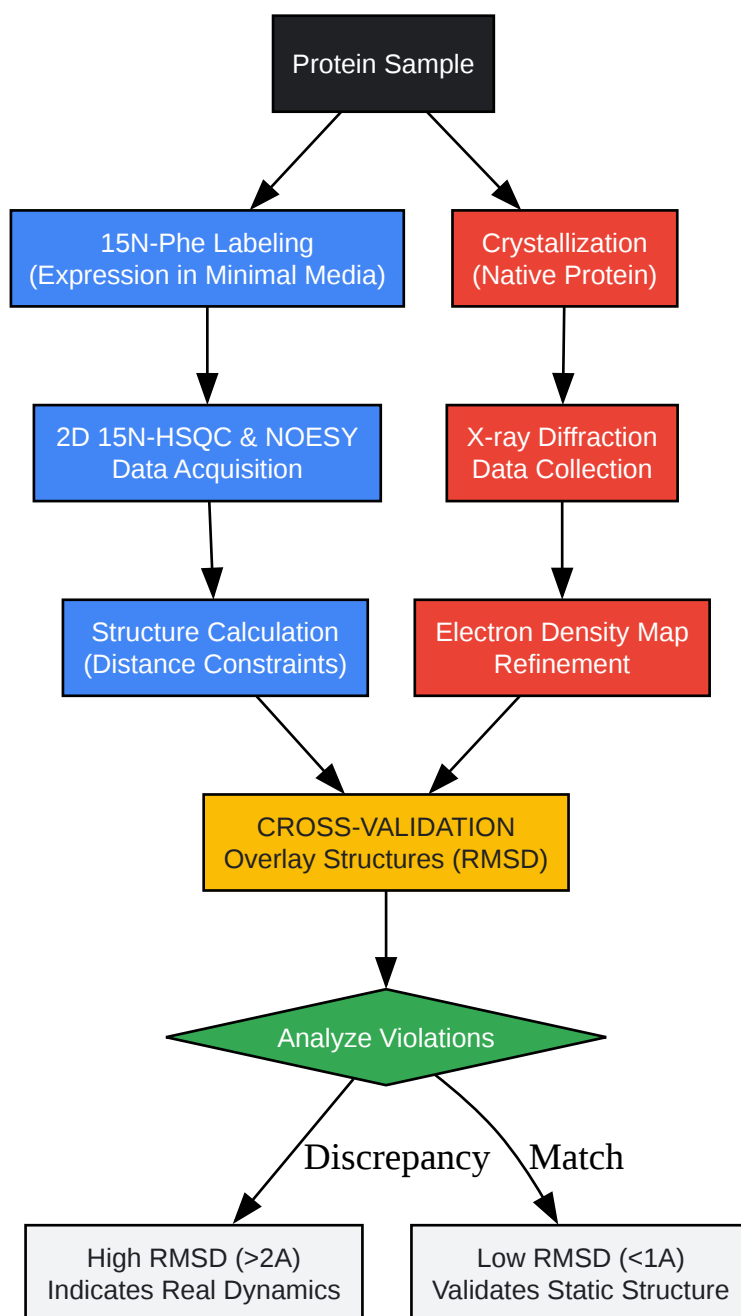 Protein Sample
15N-Phe Labeling
(Expression in Minimal Media)
Crystallization
(Native Protein)
2D 15N-HSQC & NOESY
Data Acquisition
X-ray Diffraction
Data Collection
Structure Calculation
(Distance Constraints)
Electron Density Map
Refinement
CROSS-VALIDATION
Overlay Structures (RMSD)
Analyze Violations
Discrepancy
Match
High RMSD (>2A)
Indicates Real Dynamics
Low RMSD (<1A)
Validates Static Structure